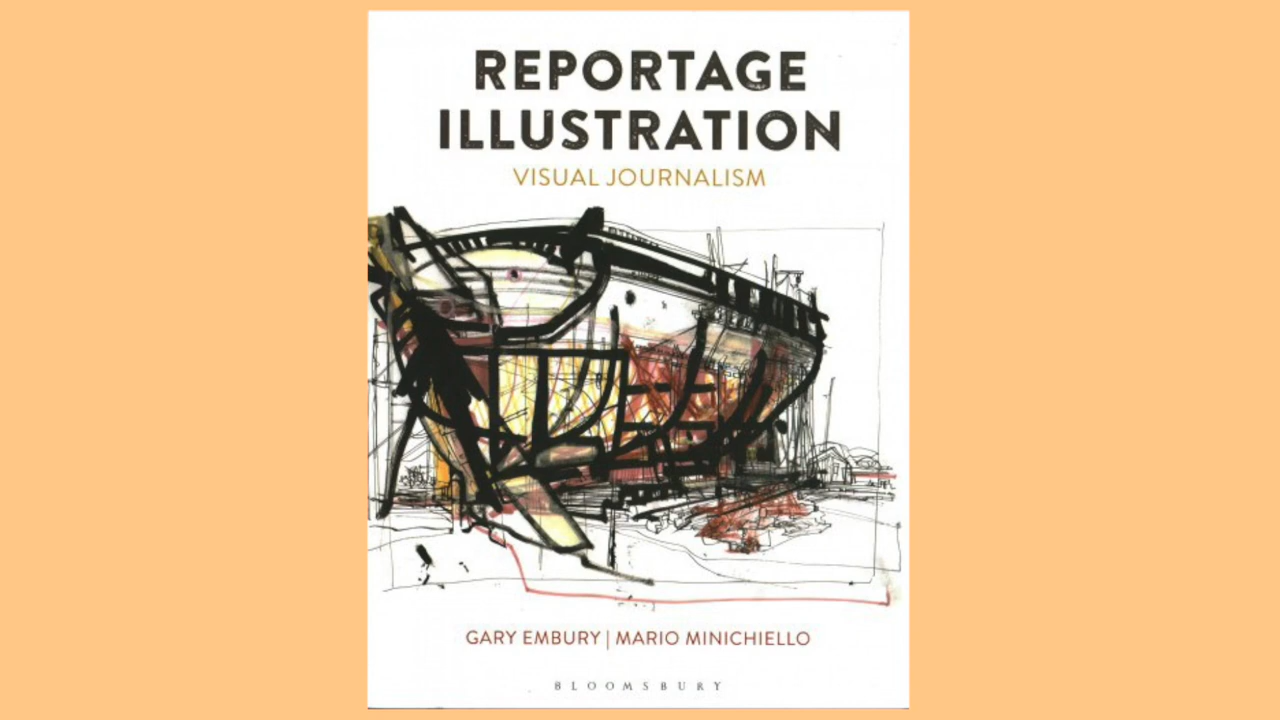 REPORTAGE
ILLUSTRATION
VISUAL JOURNALISM
GARY EMBURY | MARIO MINICHIELLO
BLOOMSBURY